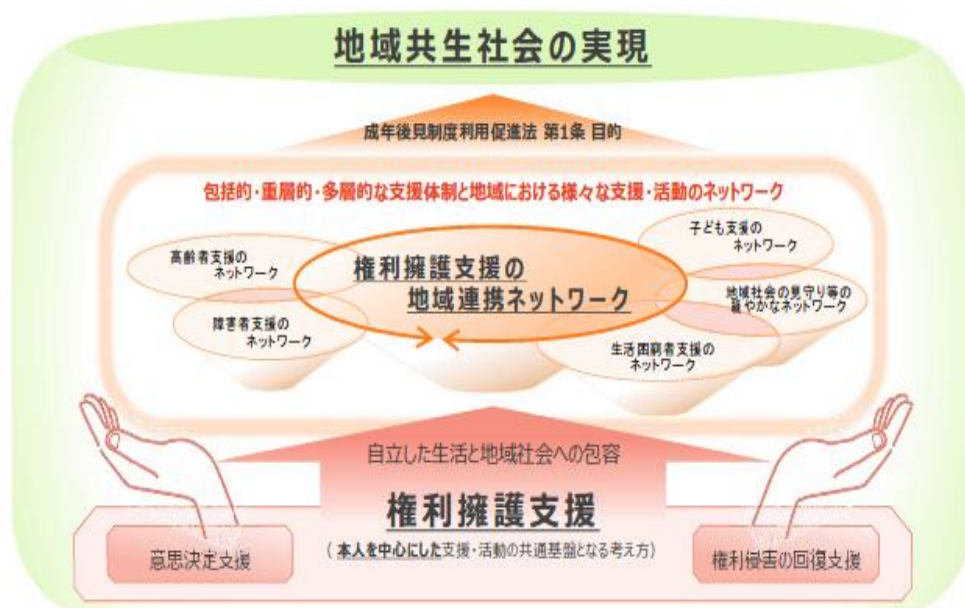 地域共生社会の実現
成年後見制度利用促進法 第1条 目的
包括的・重層的・多層的な支援体制と地域における様々な支援・活動のネットワーク
高齢者支援の
ネットワーク
障害者支援の
ネットワーク
権利擁護支援の
地域連携ネットワーク
子ども支援の
ネットワーク
地域社会の見守り等の
緩やかなネットワーク
生活困窮者支援の
ネットワーク
自立した生活と地域社会への包容
権利擁護支援
（本人を中心にした支援・活動の共通基盤となる考え方）
意思決定支援
権利侵害の回復支援